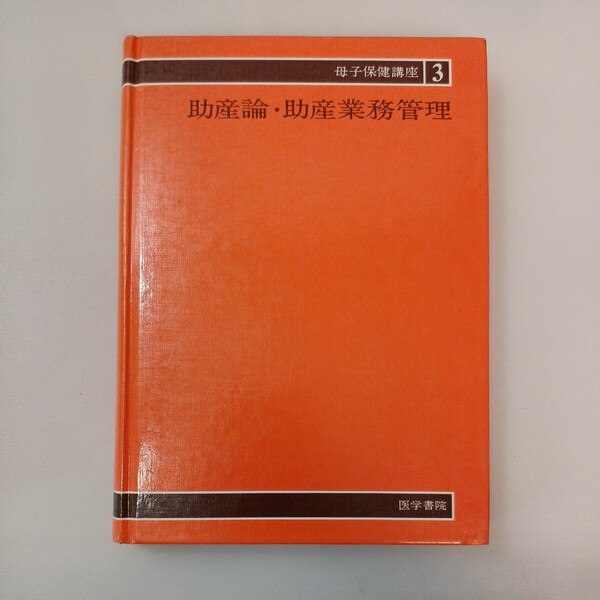 母子保健講座 3
助産論・助産業務管理
医学書院